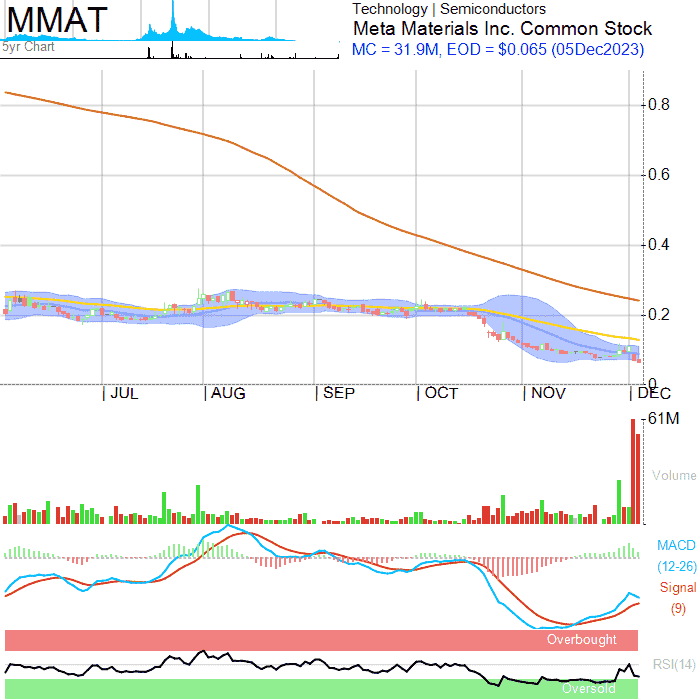 MMAT
5yr Chart
Technology | Semiconductors
Meta Materials Inc. Common Stock
MC = 31.9M, EOD = $0.065 (05Dec2023)
0.8
0.6
0.4
0.2
0
| JUL | AUG | SEP | OCT | NOV | DEC
61M
Volume
MACD
(12-26)
Signal
(9)
Overbought
RSI(14)
Oversold